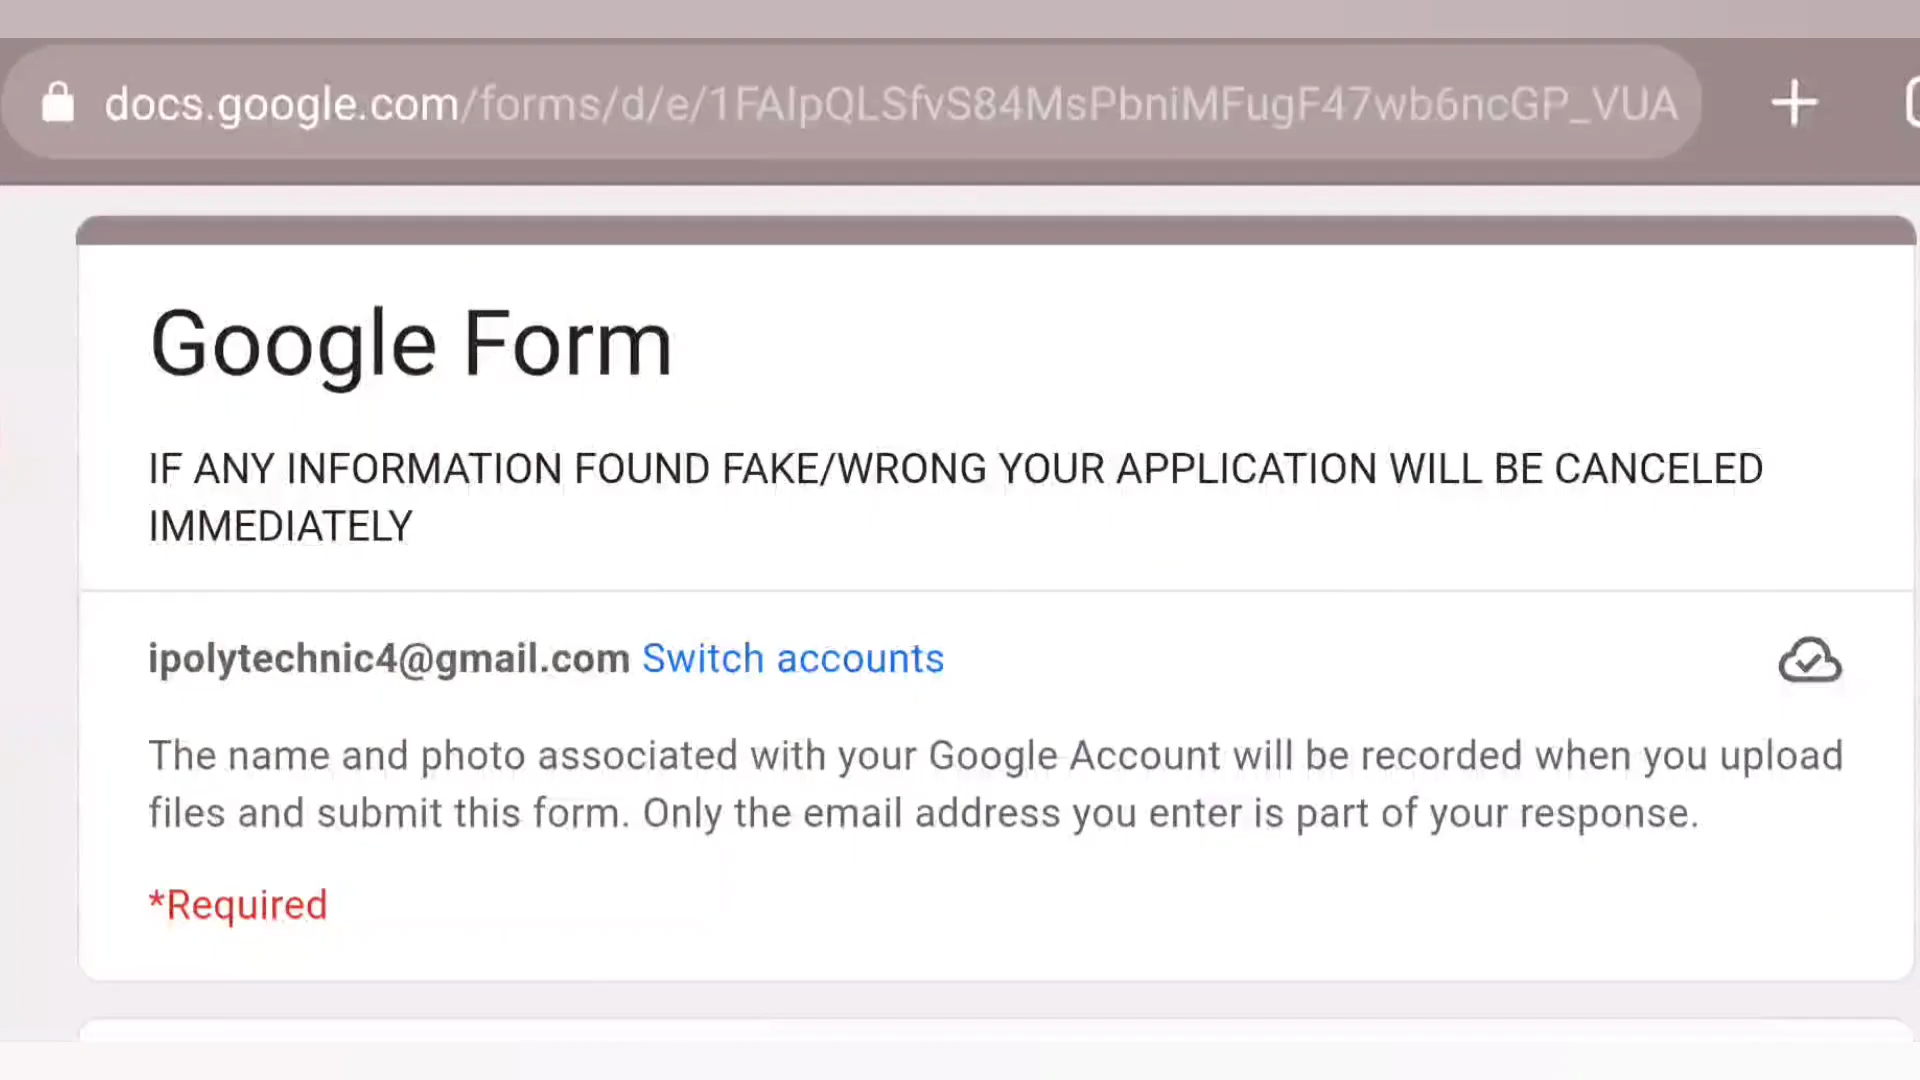 docs.google.com/forms/d/e/1FAIpQLSfvS84MsPbniMFugF47wb6ncGP_VUA
Google Form
IF ANY INFORMATION FOUND FAKE/WRONG YOUR APPLICATION WILL BE CANCELED
IMMEDIATELY
ipolytechnic4@gmail.com Switch accounts
The name and photo associated with your Google Account will be recorded when you upload
files and submit this form. Only the email address you enter is part of your response.
*Required